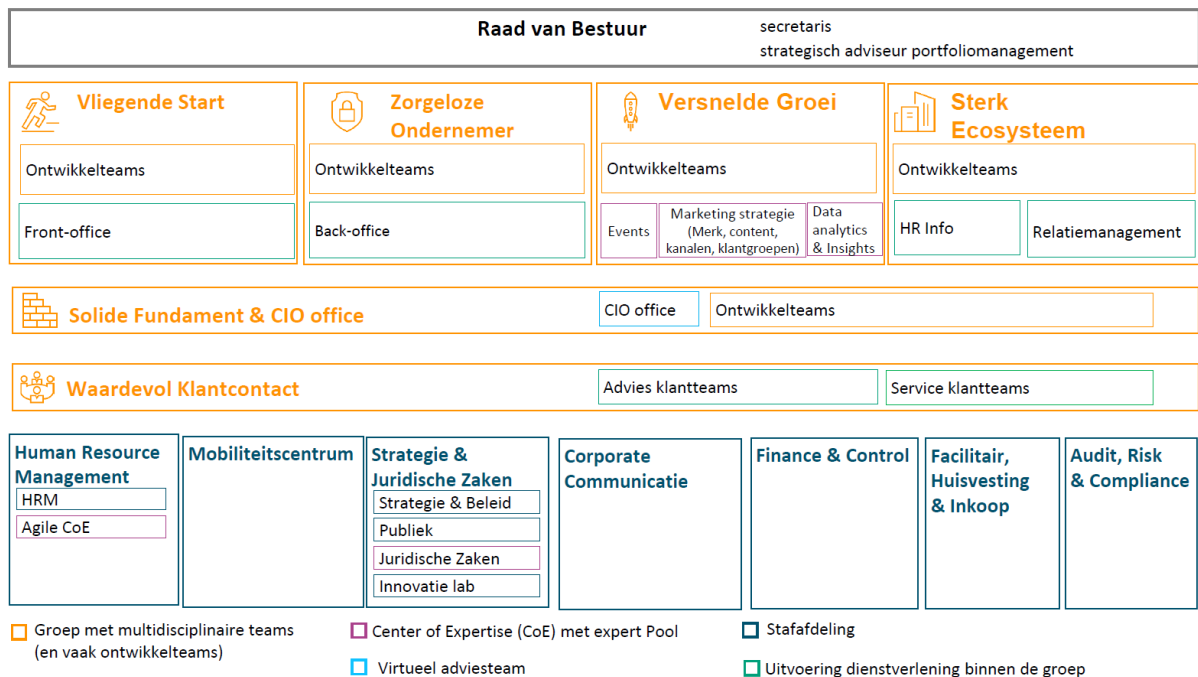 Raad van Bestuur
secretaris
strategisch adviseur portfoliomanagement
Vliegende Start
Ontwikkelteams
Front-office
Zorgeloze
Ondernemer
Ontwikkelteams
Back-office
Versnelde Groei
Ontwikkelteams
Events
Marketing strategie
(Merk, content,
kanalen, klantgroepen)
Data
analytics
& Insights
Sterk
Ecosysteem
Ontwikkelteams
HR Info
Relatiemanagement
Solide Fundament & CIO office
CIO office
Ontwikkelteams
Waardevol Klantcontact
Advies klantteams
Service klantteams
Human Resource
Management
HRM
Agile CoE
Mobiliteitscentrum
Strategie &
Juridische Zaken
Strategie & Beleid
Publiek
Juridische Zaken
Innovatie lab
Corporate
Communicatie
Finance & Control
Facilitair,
Huisvesting
& Inkoop
Audit, Risk
& Compliance
Groep met multidisciplinaire teams
(en vaak ontwikkelteams)
Center of Expertise (CoE) met expert Pool
Virtueel adviesteam
Stafafdeling
Uitvoering dienstverlening binnen de groep